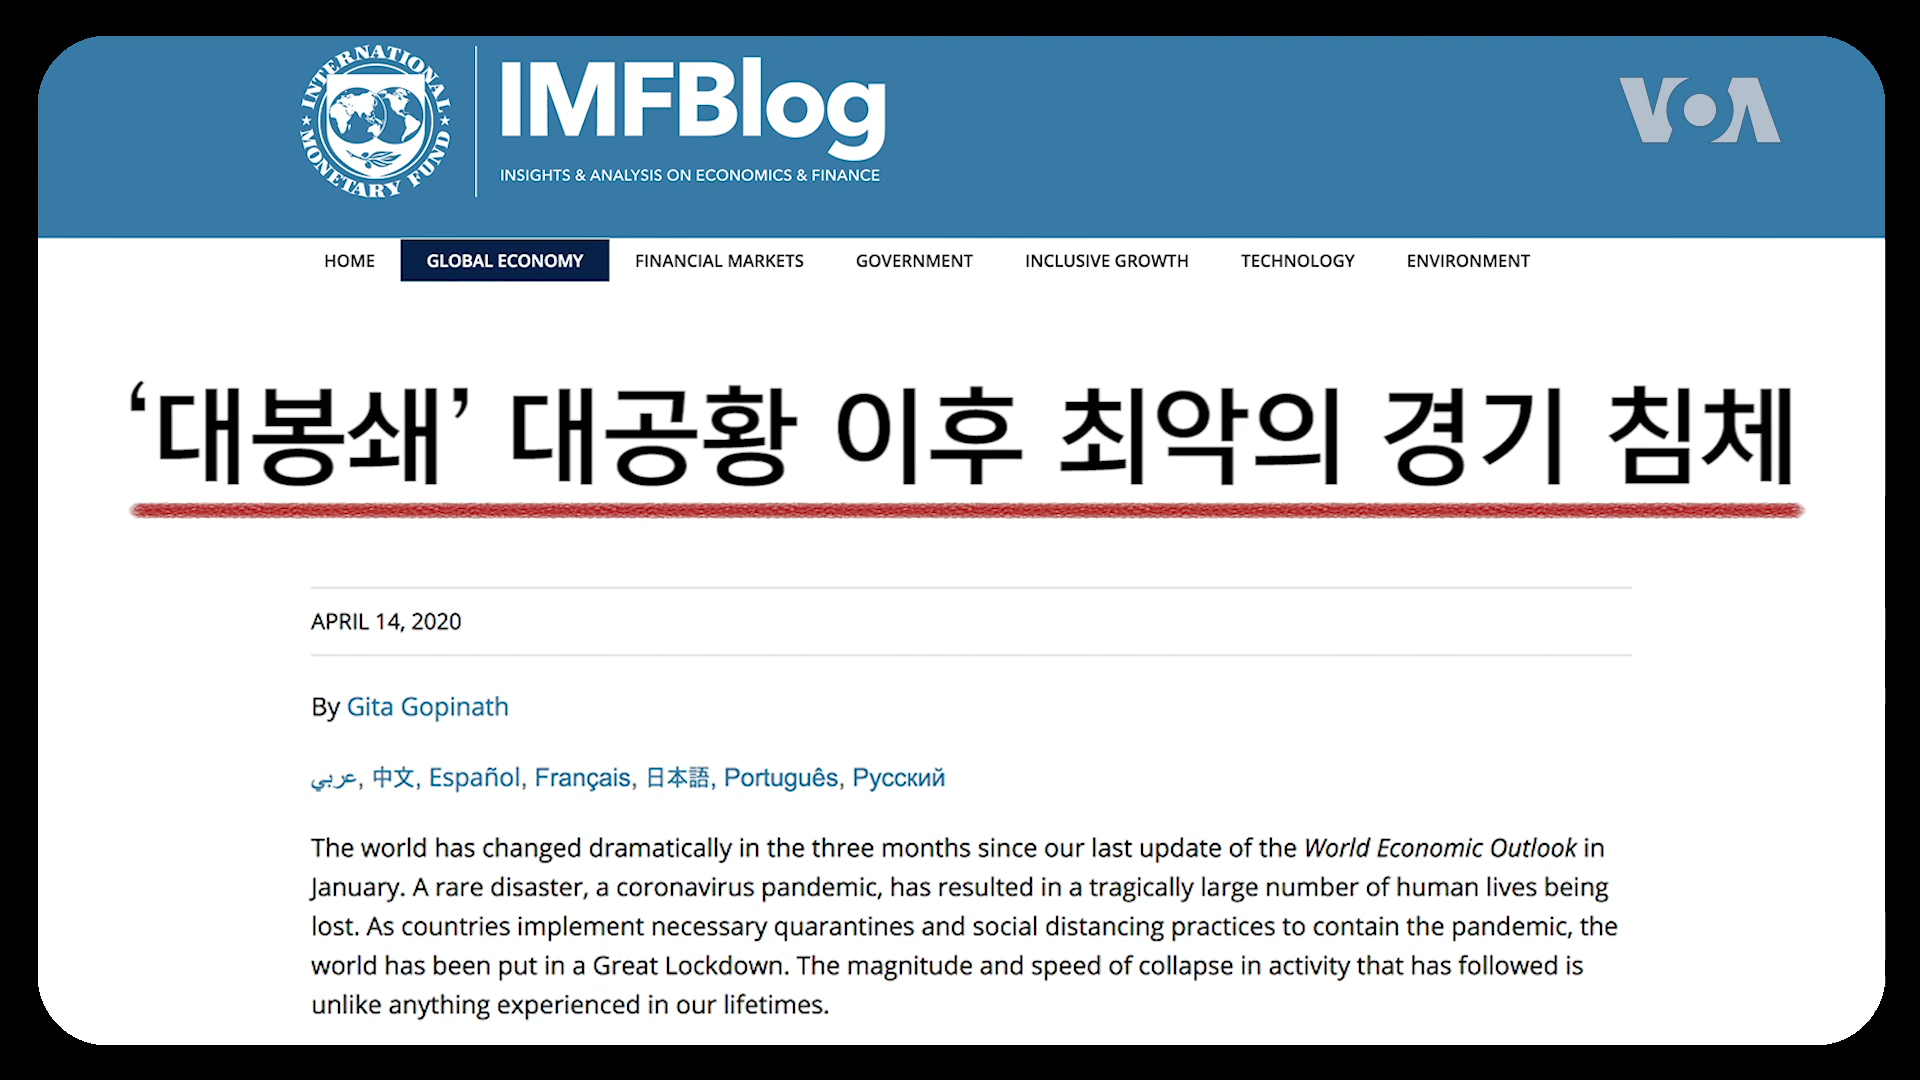 INTERNATIONAL MONETARY FUND
IMFBlog
INSIGHTS & ANALYSIS ON ECONOMICS & FINANCE
VOA
HOME GLOBAL ECONOMY FINANCIAL MARKETS GOVERNMENT INCLUSIVE GROWTH TECHNOLOGY ENVIRONMENT
‘대봉쇄’ 대공황 이후 최악의 경기 침체
APRIL 14, 2020
By Gita Gopinath
عربي, 中文, Español, Français, 日本語, Português, Русский
The world has changed dramatically in the three months since our last update of the World Economic Outlook in
January. A rare disaster, a coronavirus pandemic, has resulted in a tragically large number of human lives being
lost. As countries implement necessary quarantines and social distancing practices to contain the pandemic, the
world has been put in a Great Lockdown. The magnitude and speed of collapse in activity that has followed is
unlike anything experienced in our lifetimes.